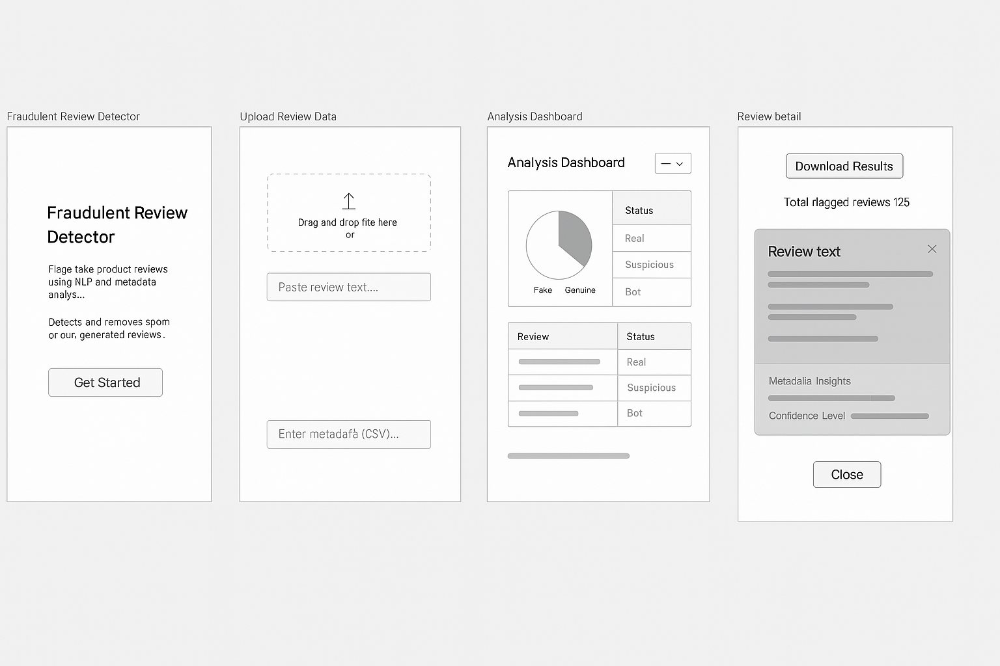 Fraudulent Review Detector
Fraudulent Review
Detector
Flage take product reviews
using NLP and metadata
analys...
Detects and removes spom
or our, generated reviews.
Get Started
Upload Review Data
Drag and drop fite here
or
Paste review text....
Enter metadafà (CSV)...
Analysis Dashboard
Analysis Dashboard
Fake Genuine
Status
Real
Suspicious
Bot
Review Status
Real
Suspicious
Bot
Review betail
Download Results
Total rlagged reviews 125
Review text
Metadalia Insights
Confidence Level
Close